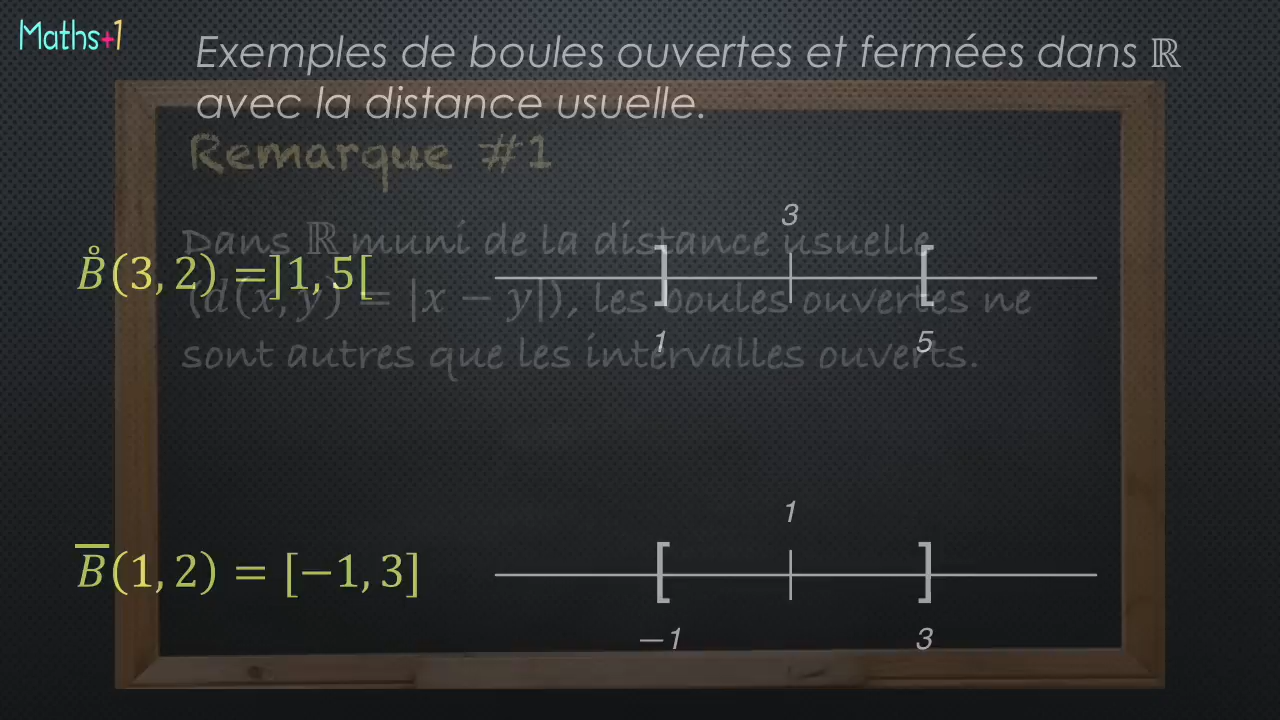 Maths+1
Exemples de boules ouvertes et fermées dans ℝ
avec la distance usuelle.
Remarque #1
Dans ℝ muni de la distance usuelle
(d(x, y) = |x − y|), les boules ouvertes ne
sont autres que les intervalles ouverts.
B̊(3, 2) =]1, 5[
3
] [
1 5
B̅(1, 2) = [−1, 3]
1
[ ]
−1 3